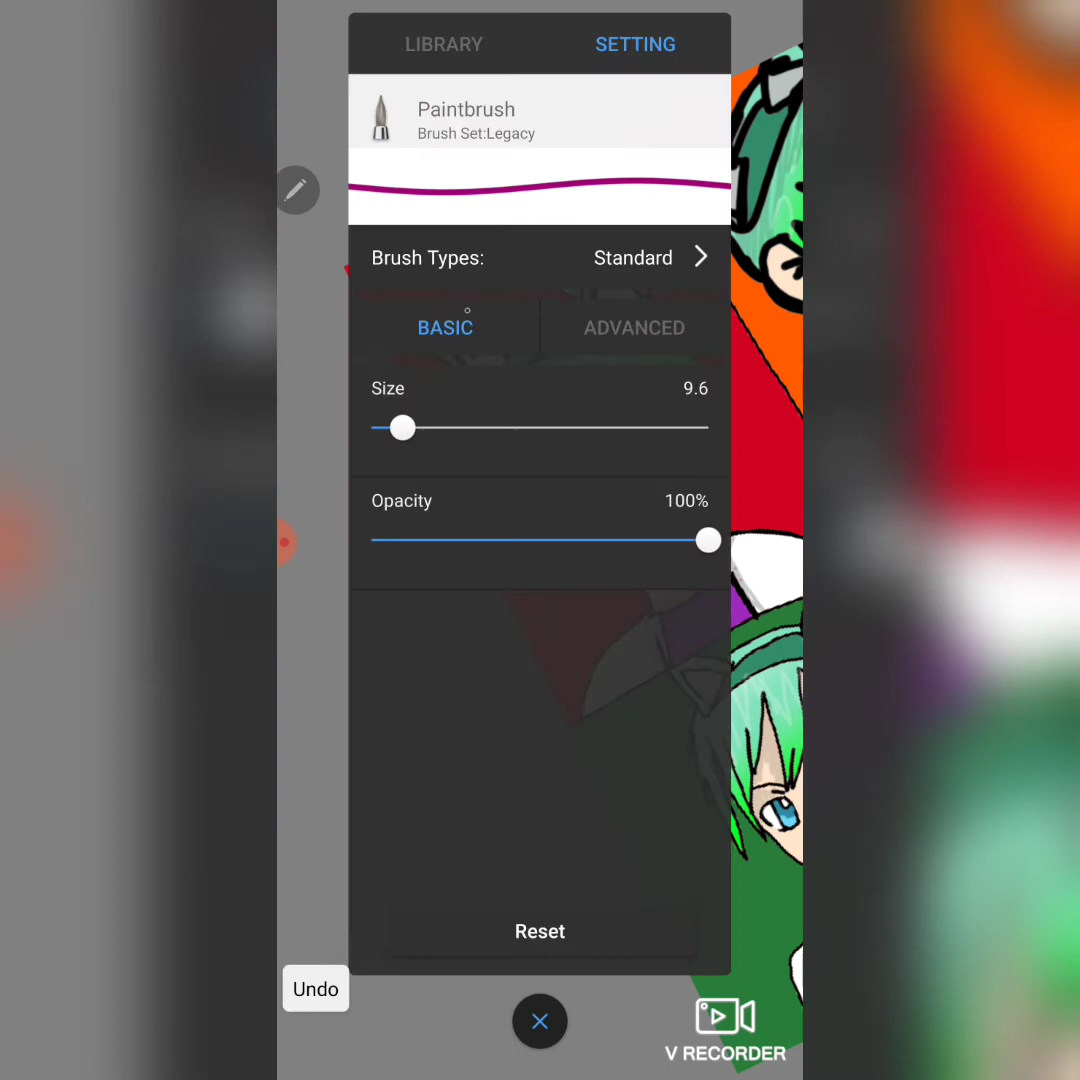 LIBRARY
SETTING
Paintbrush
Brush Set:Legacy
Brush Types:
Standard
BASIC
ADVANCED
Size
9.6
Opacity
100%
Reset
Undo
V RECORDER